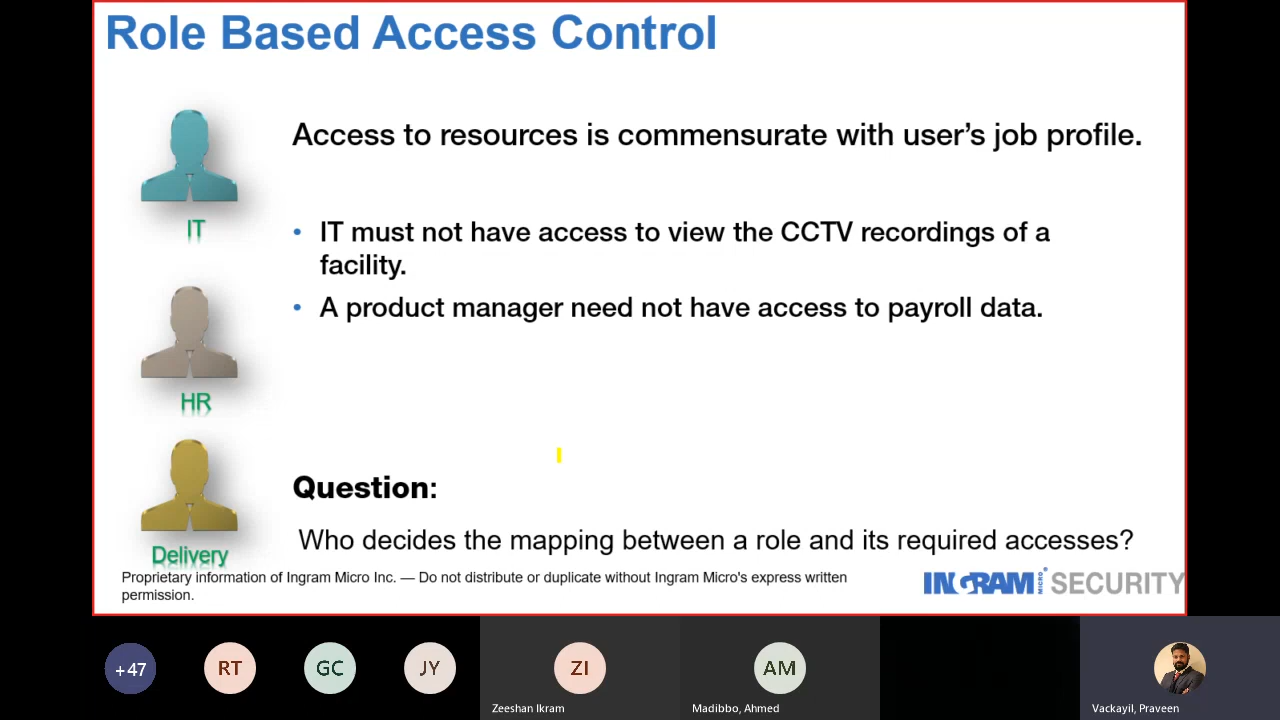 Role Based Access Control
Access to resources is commensurate with user’s job profile.
IT
• IT must not have access to view the CCTV recordings of a
facility.
• A product manager need not have access to payroll data.
HR
Question:
Who decides the mapping between a role and its required accesses?
Delivery
Proprietary information of Ingram Micro Inc. — Do not distribute or duplicate without Ingram Micro's express written
permission.
INGRAM MICRO SECURITY
+47
RT
GC
JY
ZI
AM
Zeeshan Ikram
Madibbo, Ahmed
Vackayil, Praveen